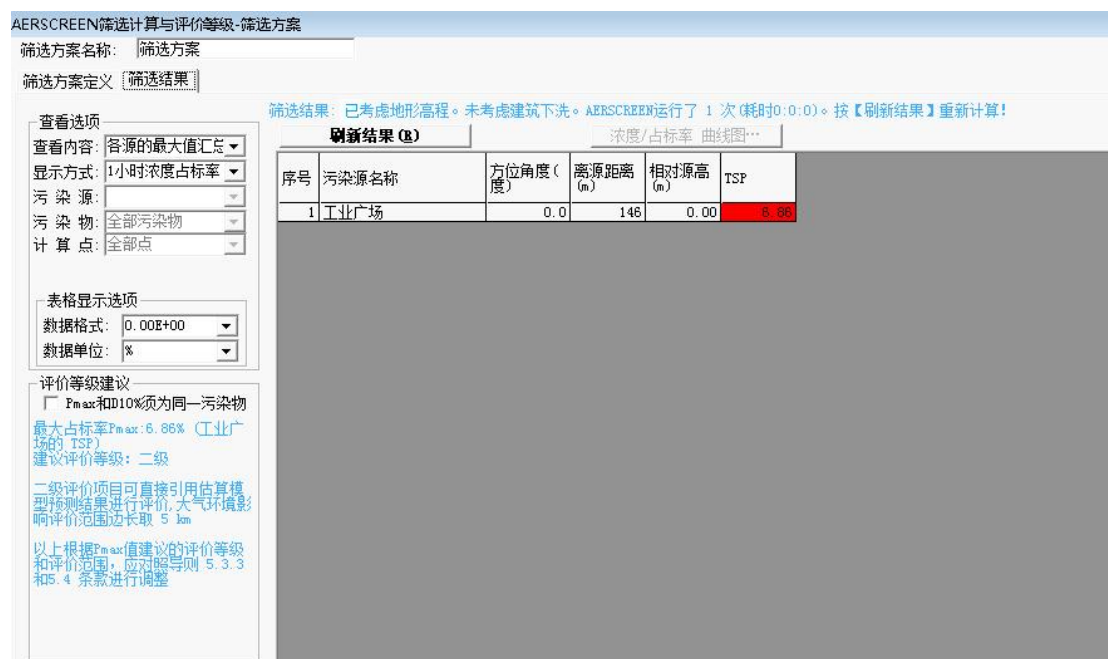 AERSCREEN筛选计算与评价等级-筛选方案
筛选方案名称: 筛选方案
筛选方案定义 筛选结果
筛选结果: 已考虑地形高程。未考虑建筑下洗。AERSCREEN运行了 1 次(耗时0:0:0)。按【刷新结果】重新计算!
刷新结果(R) 浓度/占标率 曲线图…
查看选项
查看内容: 各源的最大值汇总
显示方式: 1小时浓度占标率
污 染 源:
污 染 物: 全部污染物
计 算 点: 全部点
序号 污染源名称 方位角度(度) 离源距离(m) 相对源高(m) TSP
1 工业广场 0.0 146 0.00 8.86
表格显示选项
数据格式: 0.00E+00
数据单位: %
评价等级建议
Pmax和D10%须为同一污染物
最大占标率Pmax:6.86% (工业广
场的 TSP)
建议评价等级: 二级
二级评价项目可直接引用估算模
型预测结果进行评价,大气环境影
响评价范围边长取 5 km
以上根据Pmax值建议的评价等级
和评价范围,应对照导则 5.3.3
和5.4 条款进行调整